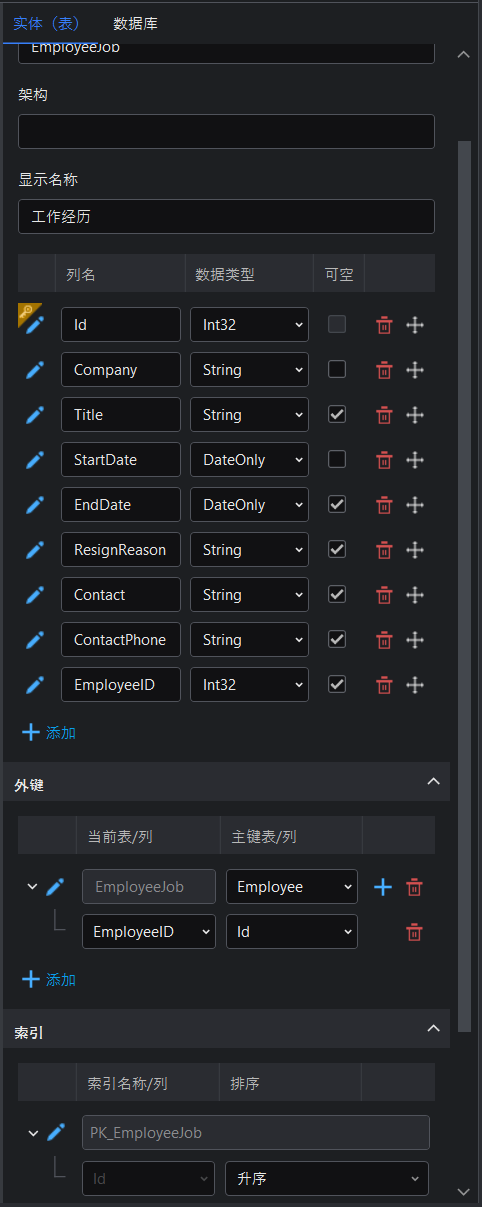 实体（表） 数据库
EmployeeJob
架构
显示名称
工作经历
列名 数据类型 可空
Id Int32
Company String
Title String
StartDate DateOnly
EndDate DateOnly
ResignReason String
Contact String
ContactPhone String
EmployeeID Int32
添加
外键
当前表/列 主键表/列
EmployeeJob Employee
EmployeeID Id
添加
索引
索引名称/列 排序
PK_EmployeeJob
Id 升序